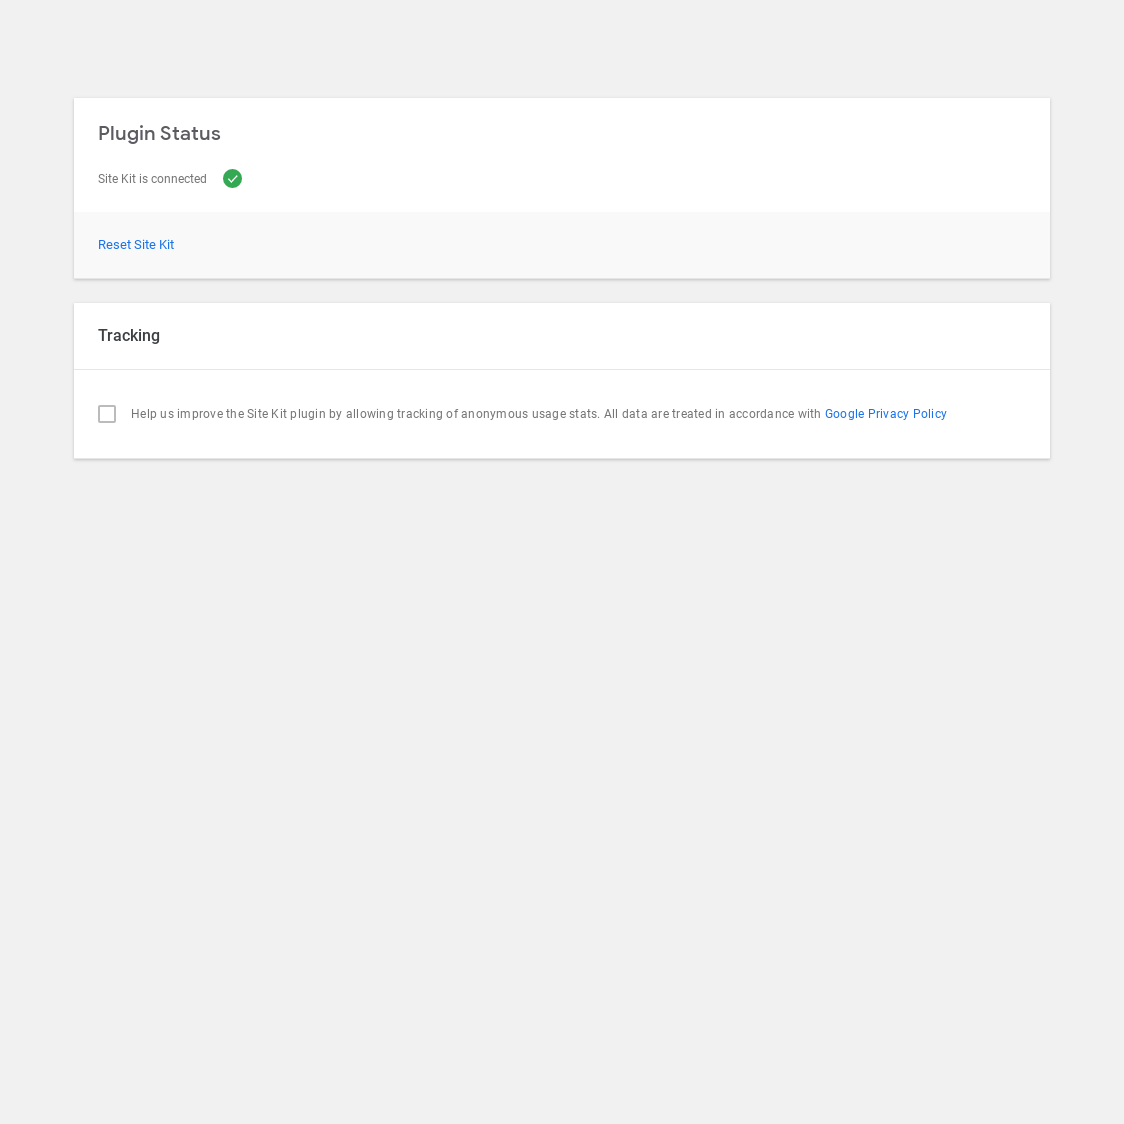 Plugin Status
Site Kit is connected
Reset Site Kit
Tracking
Help us improve the Site Kit plugin by allowing tracking of anonymous usage stats. All data are treated in accordance with Google Privacy Policy